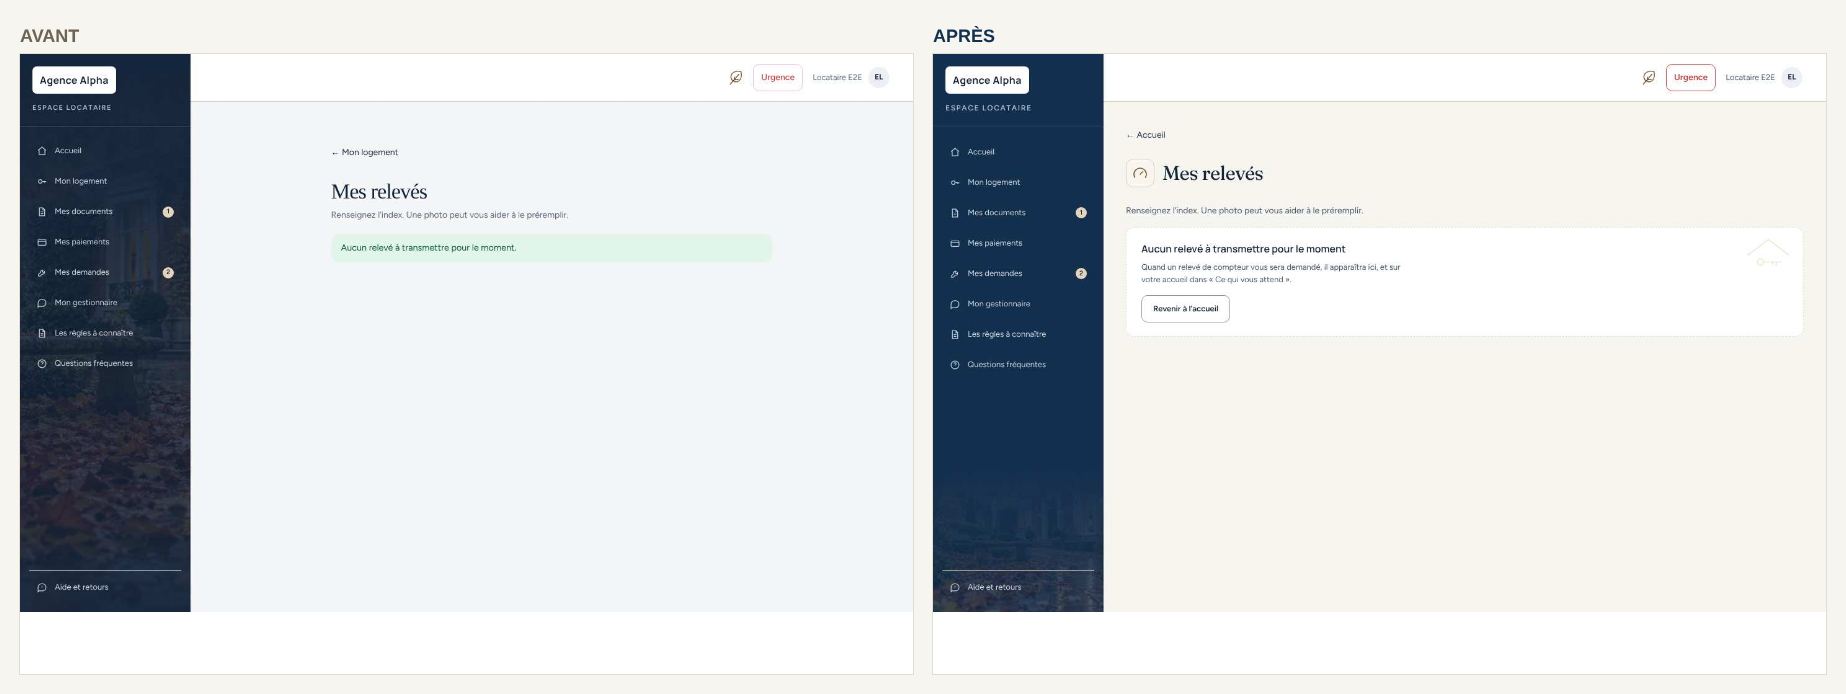 AVANT
Agence Alpha
ESPACE LOCATAIRE
Accueil
Mon logement
Mes documents 1
Mes paiements
Mes demandes 2
Mon gestionnaire
Les règles à connaître
Questions fréquentes
Aide et retours
Urgence Locataire E2E EL
← Mon logement
Mes relevés
Renseignez l'index. Une photo peut vous aider à le préremplir.
Aucun relevé à transmettre pour le moment.
APRÈS
Agence Alpha
ESPACE LOCATAIRE
Accueil
Mon logement
Mes documents 1
Mes paiements
Mes demandes 2
Mon gestionnaire
Les règles à connaître
Questions fréquentes
Aide et retours
Urgence Locataire E2E EL
← Accueil
Mes relevés
Renseignez l'index. Une photo peut vous aider à le préremplir.
Aucun relevé à transmettre pour le moment
Quand un relevé de compteur vous sera demandé, il apparaîtra ici, et sur
votre accueil dans « Ce qui vous attend ».
Revenir à l'accueil